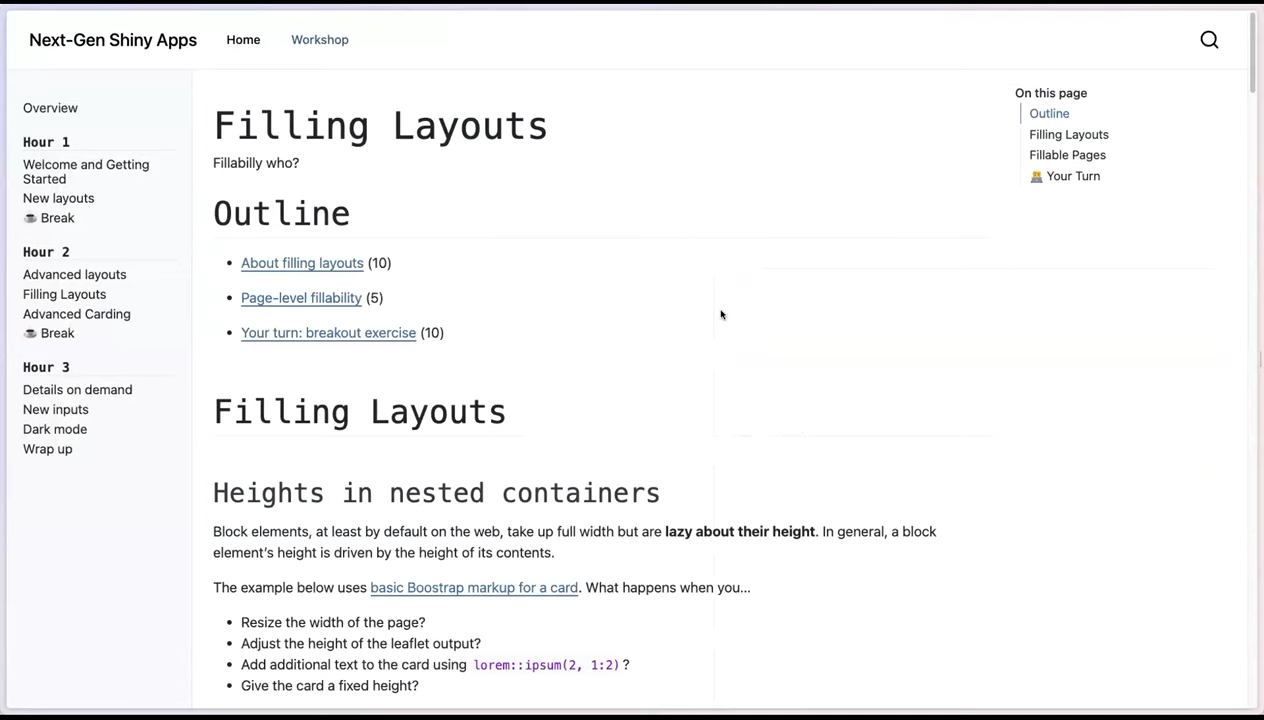 Next-Gen Shiny Apps Home Workshop
Overview
Hour 1
Welcome and Getting
Started
New layouts
☕ Break
Hour 2
Advanced layouts
Filling Layouts
Advanced Carding
☕ Break
Hour 3
Details on demand
New inputs
Dark mode
Wrap up
Filling Layouts
Fillabilly who?
Outline
• About filling layouts (10)
• Page-level fillability (5)
• Your turn: breakout exercise (10)
Filling Layouts
Heights in nested containers
Block elements, at least by default on the web, take up full width but are lazy about their height. In general, a block
element's height is driven by the height of its contents.
The example below uses basic Boostrap markup for a card. What happens when you...
• Resize the width of the page?
• Adjust the height of the leaflet output?
• Add additional text to the card using lorem::ipsum(2, 1:2)?
• Give the card a fixed height?
On this page
Outline
Filling Layouts
Fillable Pages
🧑‍💻 Your Turn